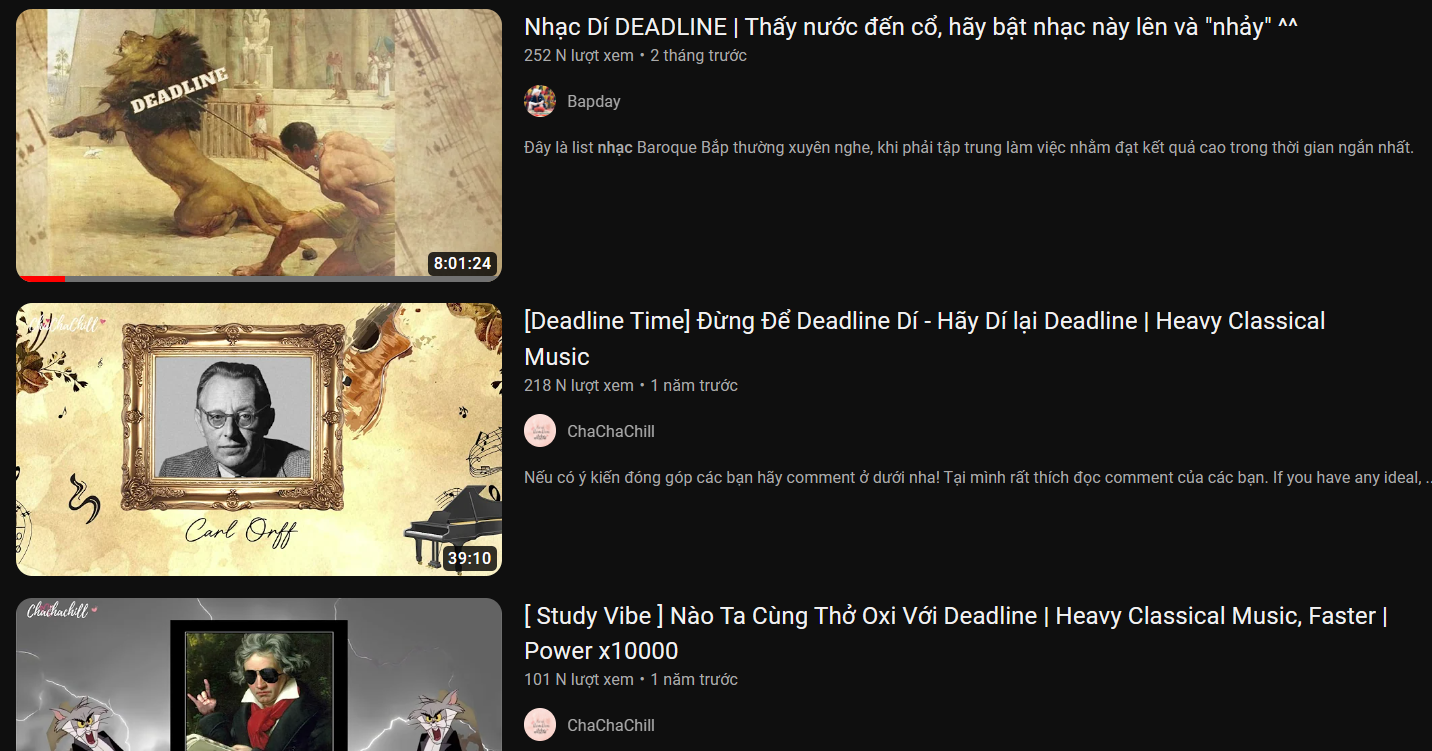 DEADLINE
8:01:24
Nhạc Dí DEADLINE | Thấy nước đến cổ, hãy bật nhạc này lên và "nhảy" ^^
252 N lượt xem • 2 tháng trước
Bapday
Đây là list nhạc Baroque Bắp thường xuyên nghe, khi phải tập trung làm việc nhằm đạt kết quả cao trong thời gian ngắn nhất.
ChaChaChill
Carl Orff
39:10
[Deadline Time] Đừng Để Deadline Dí - Hãy Dí lại Deadline | Heavy Classical
Music
218 N lượt xem • 1 năm trước
ChaChaChill
Nếu có ý kiến đóng góp các bạn hãy comment ở dưới nha! Tại mình rất thích đọc comment của các bạn. If you have any ideal, ...
Chachachill
[ Study Vibe ] Nào Ta Cùng Thở Oxi Với Deadline | Heavy Classical Music, Faster |
Power x10000
101 N lượt xem • 1 năm trước
ChaChaChill